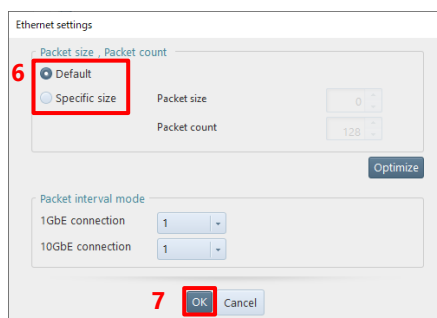 Ethernet settings
Packet size , Packet count
6 Default
Specific size Packet size 0
Packet count 128
Optimize
Packet interval mode
1GbE connection 1
10GbE connection 1
7 OK Cancel